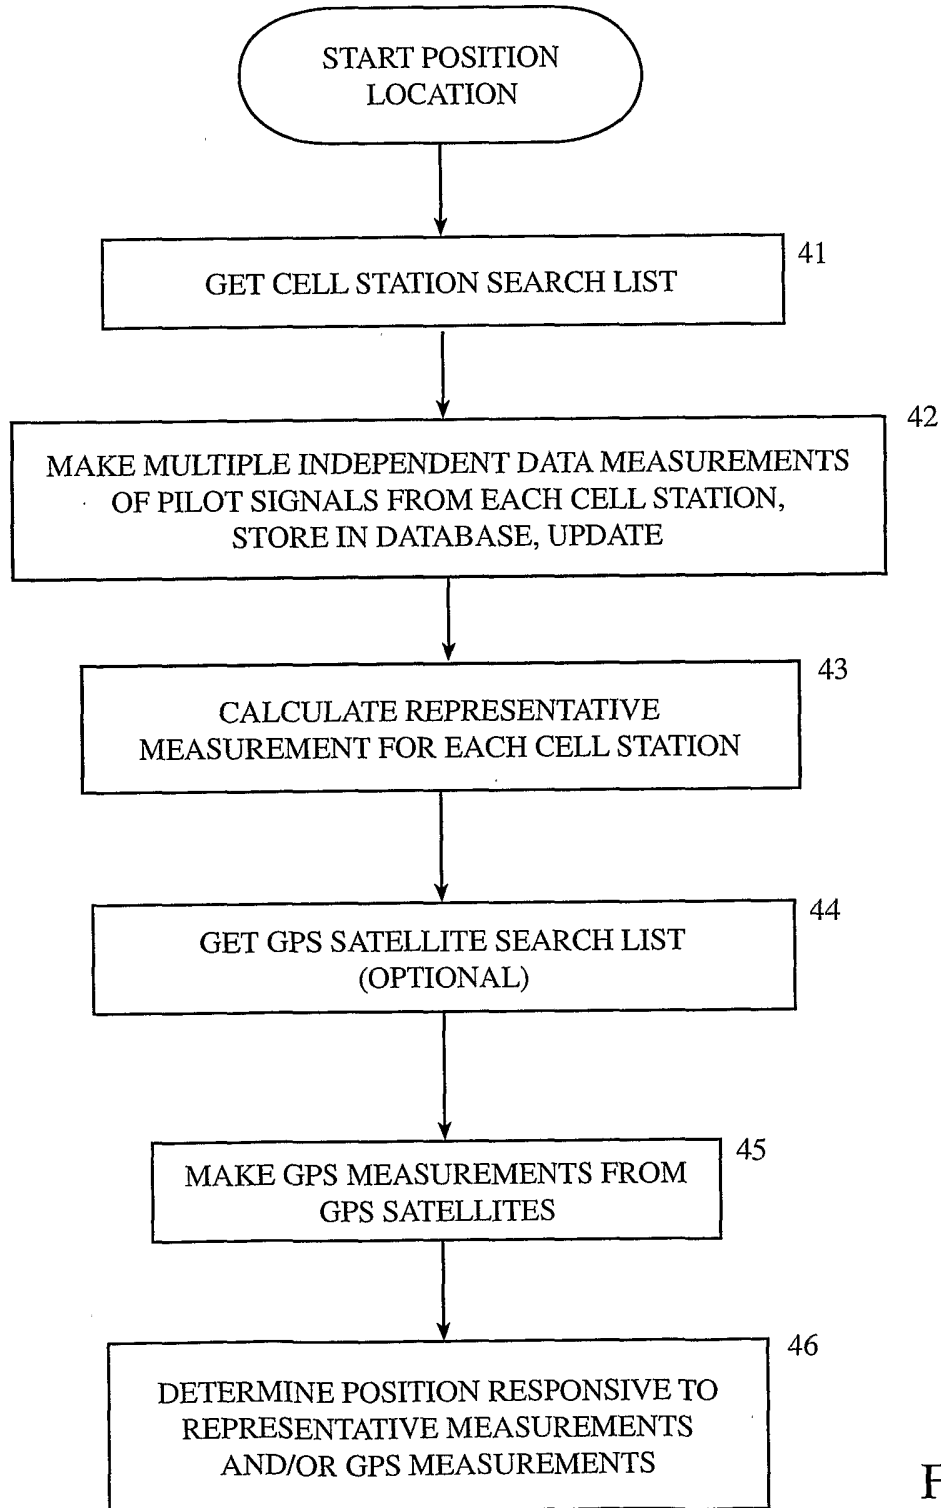 START POSITION
LOCATION
41
GET CELL STATION SEARCH LIST
42
MAKE MULTIPLE INDEPENDENT DATA MEASUREMENTS
OF PILOT SIGNALS FROM EACH CELL STATION,
STORE IN DATABASE, UPDATE
43
CALCULATE REPRESENTATIVE
MEASUREMENT FOR EACH CELL STATION
44
GET GPS SATELLITE SEARCH LIST
(OPTIONAL)
45
MAKE GPS MEASUREMENTS FROM
GPS SATELLITES
46
DETERMINE POSITION RESPONSIVE TO
REPRESENTATIVE MEASUREMENTS
AND/OR GPS MEASUREMENTS